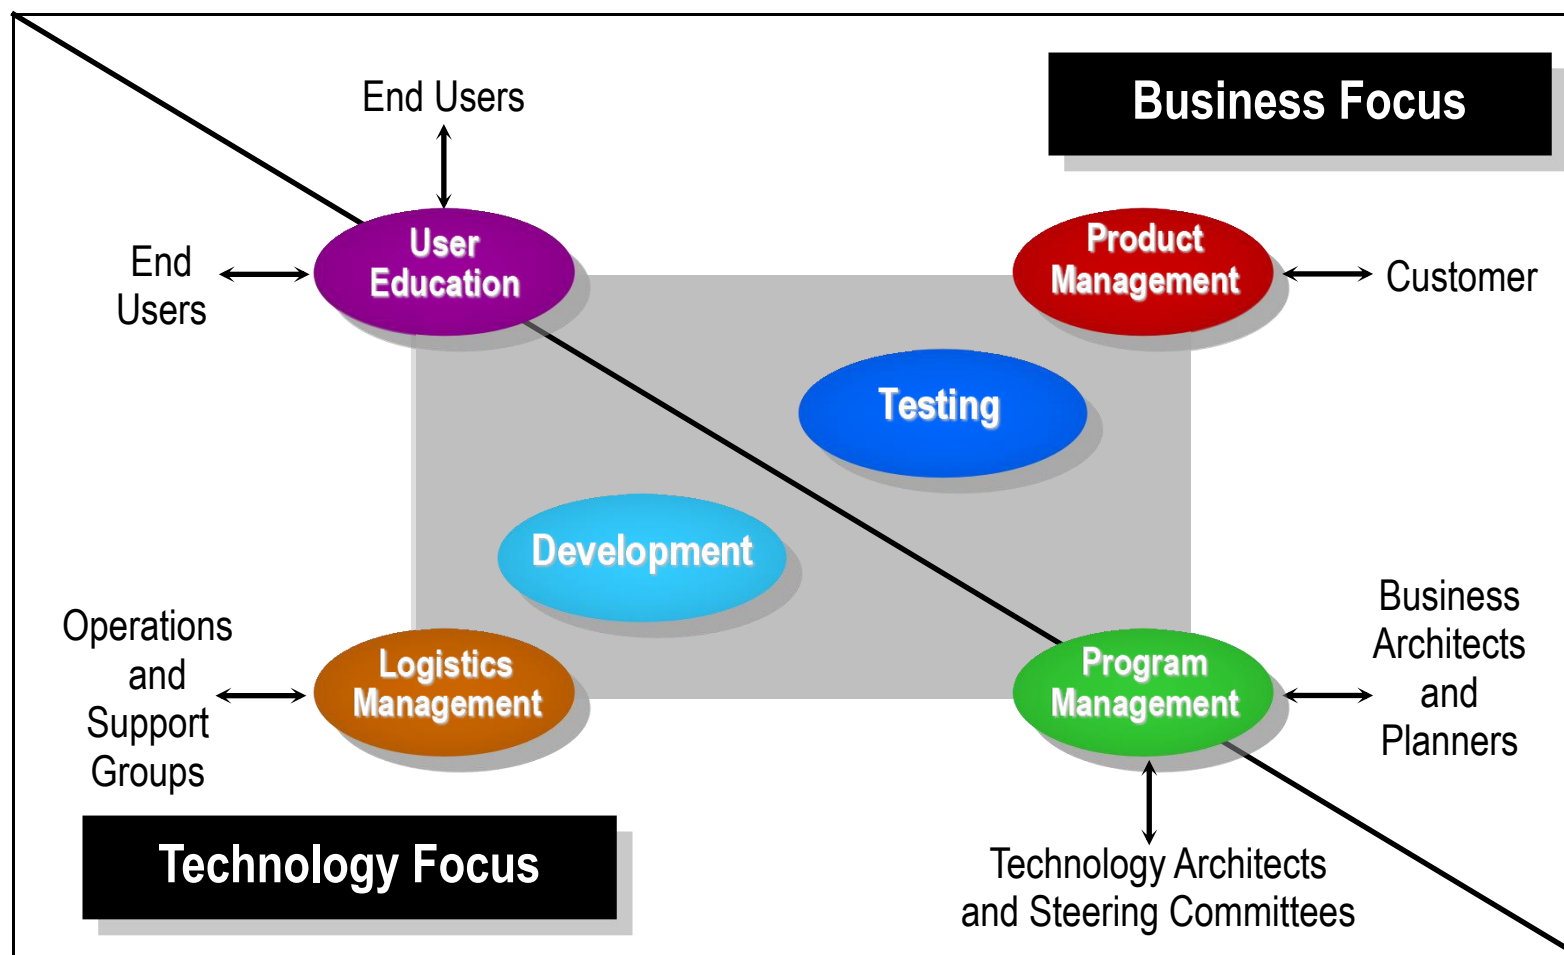 End Users
Business Focus
User
Education
Product
Management
End
Users
Customer
Testing
Development
Operations
and
Support
Groups
Logistics
Management
Program
Management
Business
Architects
and
Planners
Technology Focus
Technology Architects
and Steering Committees